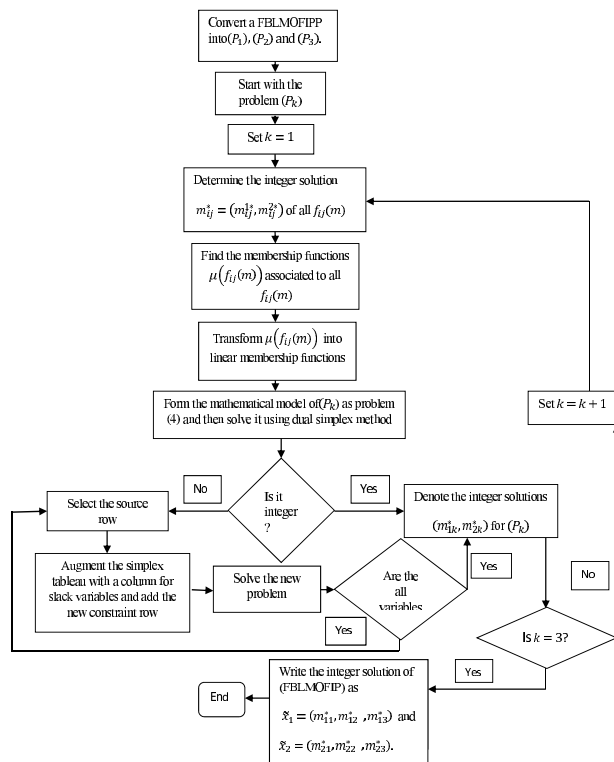 Convert a FBLMOFIPP
into(P₁), (P₂) and (P₃).
Start with the
problem (Pₖ)
Set k = 1
Determine the integer solution
m*ᵢⱼ = (m¹*ᵢⱼ, m²*ᵢⱼ) of all fᵢⱼ(m)
Find the membership functions
μ(fᵢⱼ(m)) associated to all
fᵢⱼ(m)
Transform μ(fᵢⱼ(m)) into
linear membership functions
Form the mathematical model of(Pₖ) as problem
(4) and then solve it using dual simplex method
Set k = k + 1
No
Is it
integer
?
Yes
Select the source
row
Denote the integer solutions
(m*₁ₖ, m*₂ₖ) for (Pₖ)
Augment the simplex
tableau with a column for
slack variables and add the
new constraint row
Solve the new
problem
Are the
all
variables
Yes
No
Yes
Is k = 3?
Yes
Write the integer solution of
(FBLMOFIP) as
x̃₁ = (m*₁₁, m*₁₂ , m*₁₃) and
x̃₂ = (m*₂₁, m*₂₂ , m*₂₃).
End